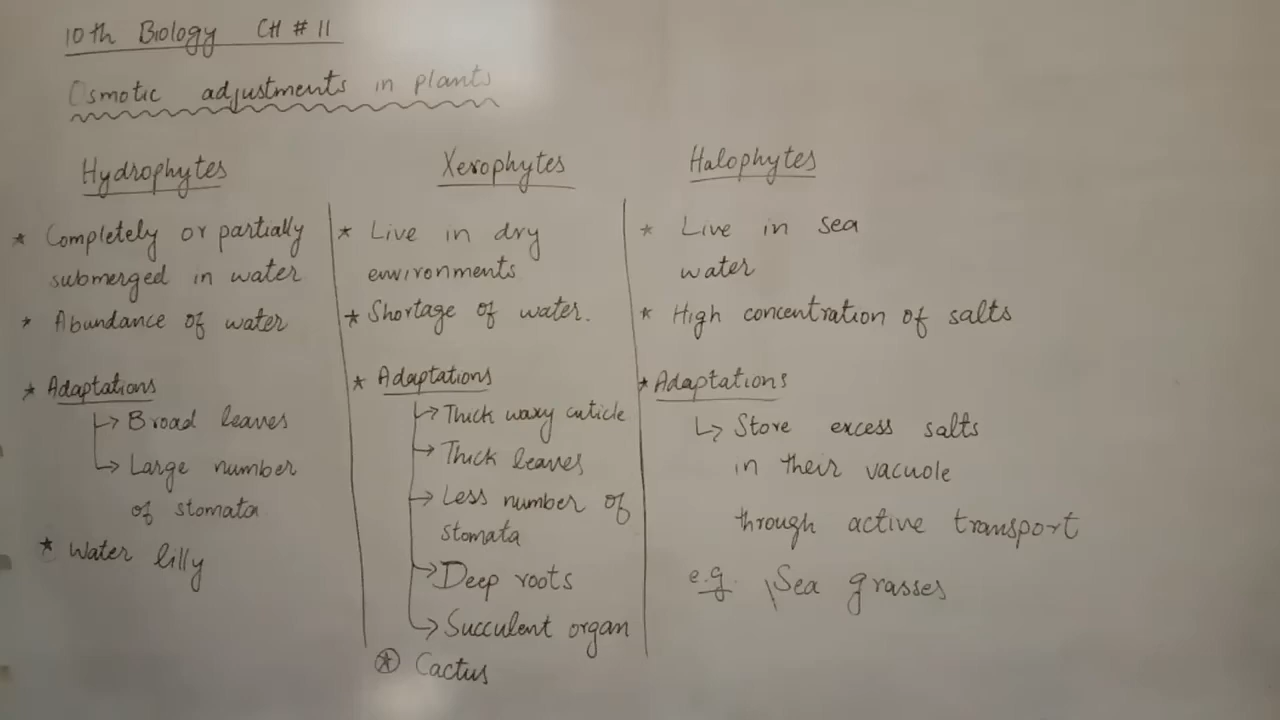 10th Biology CH # 11
Osmotic adjustments in plants
Hydrophytes
* Completely or partially
submerged in water
* Abundance of water
* Adaptations
↳ Broad leaves
↳ Large number
of stomata
* Water lilly
Xerophytes
* Live in dry
environments
* Shortage of water.
* Adaptations
↳ Thick waxy cuticle
↳ Thick leaves
→ Less number of
stomata
↳ Deep roots
↳ Succulent organ
* Cactus
Halophytes
* Live in sea
water
* High concentration of salts
* Adaptations
↳ Store excess salts
in their vacuole
through active transport
e.g. Sea grasses